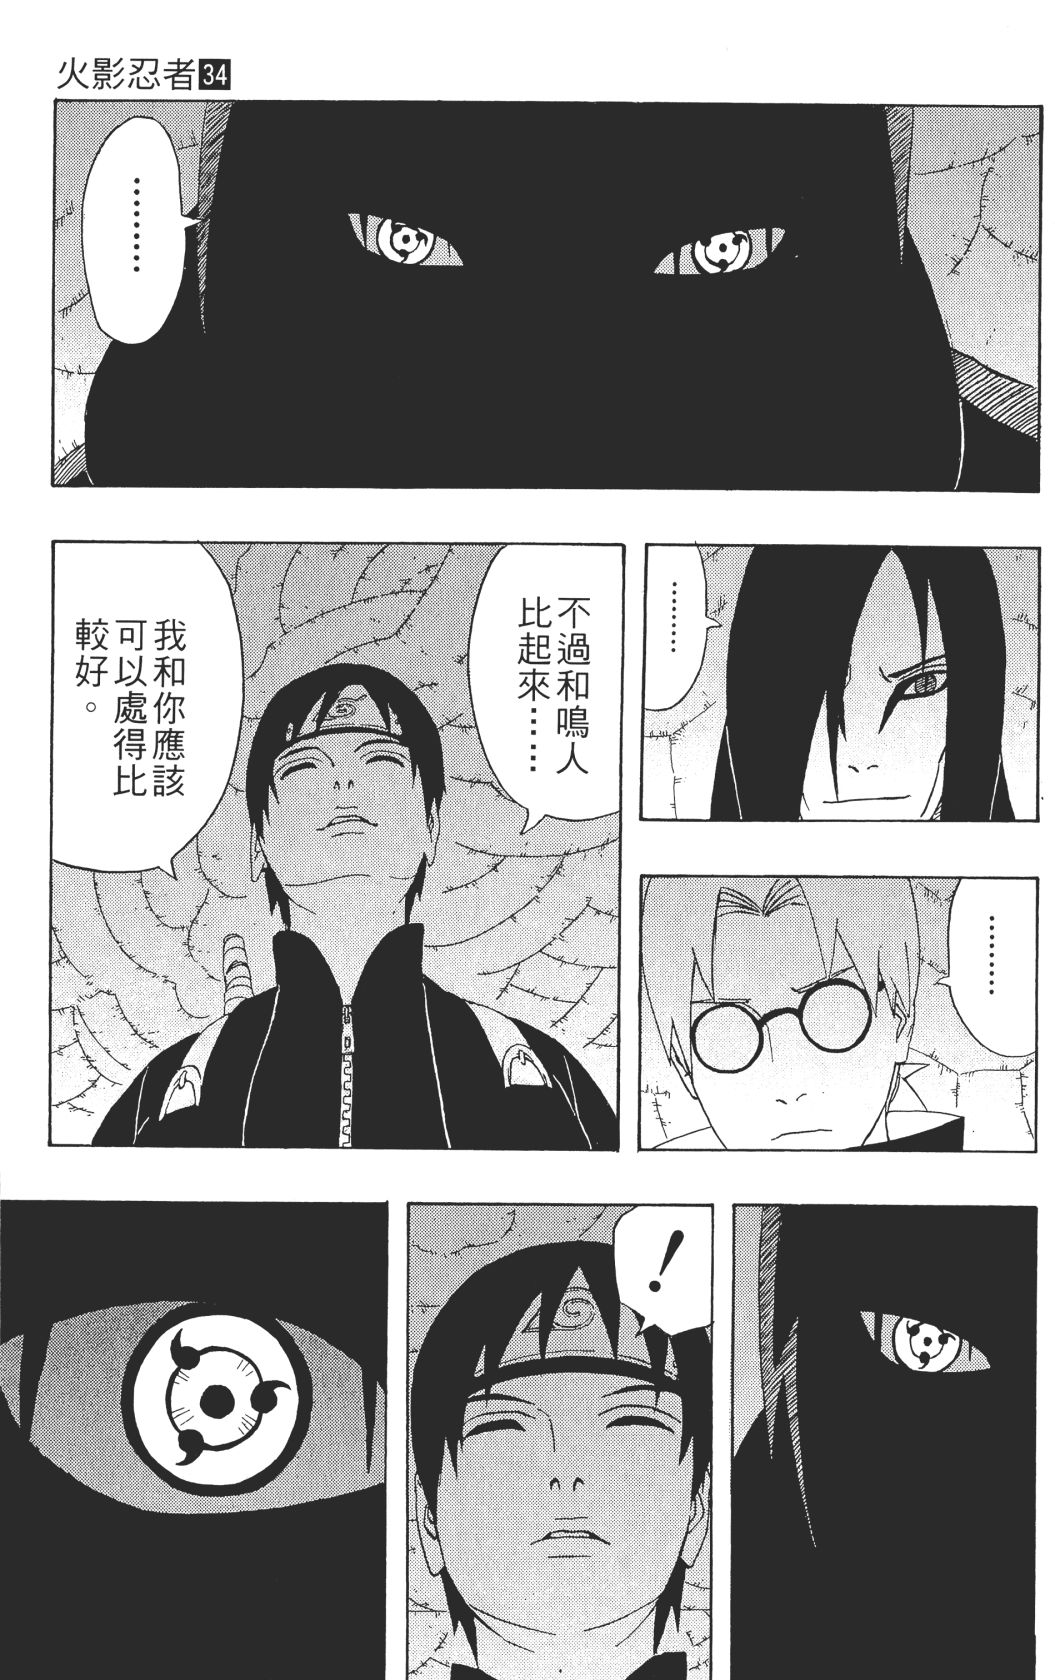 火影忍者34
………
………
………
不過和鳴人
比起來……
我和你應該
可以處得比
較好。
！